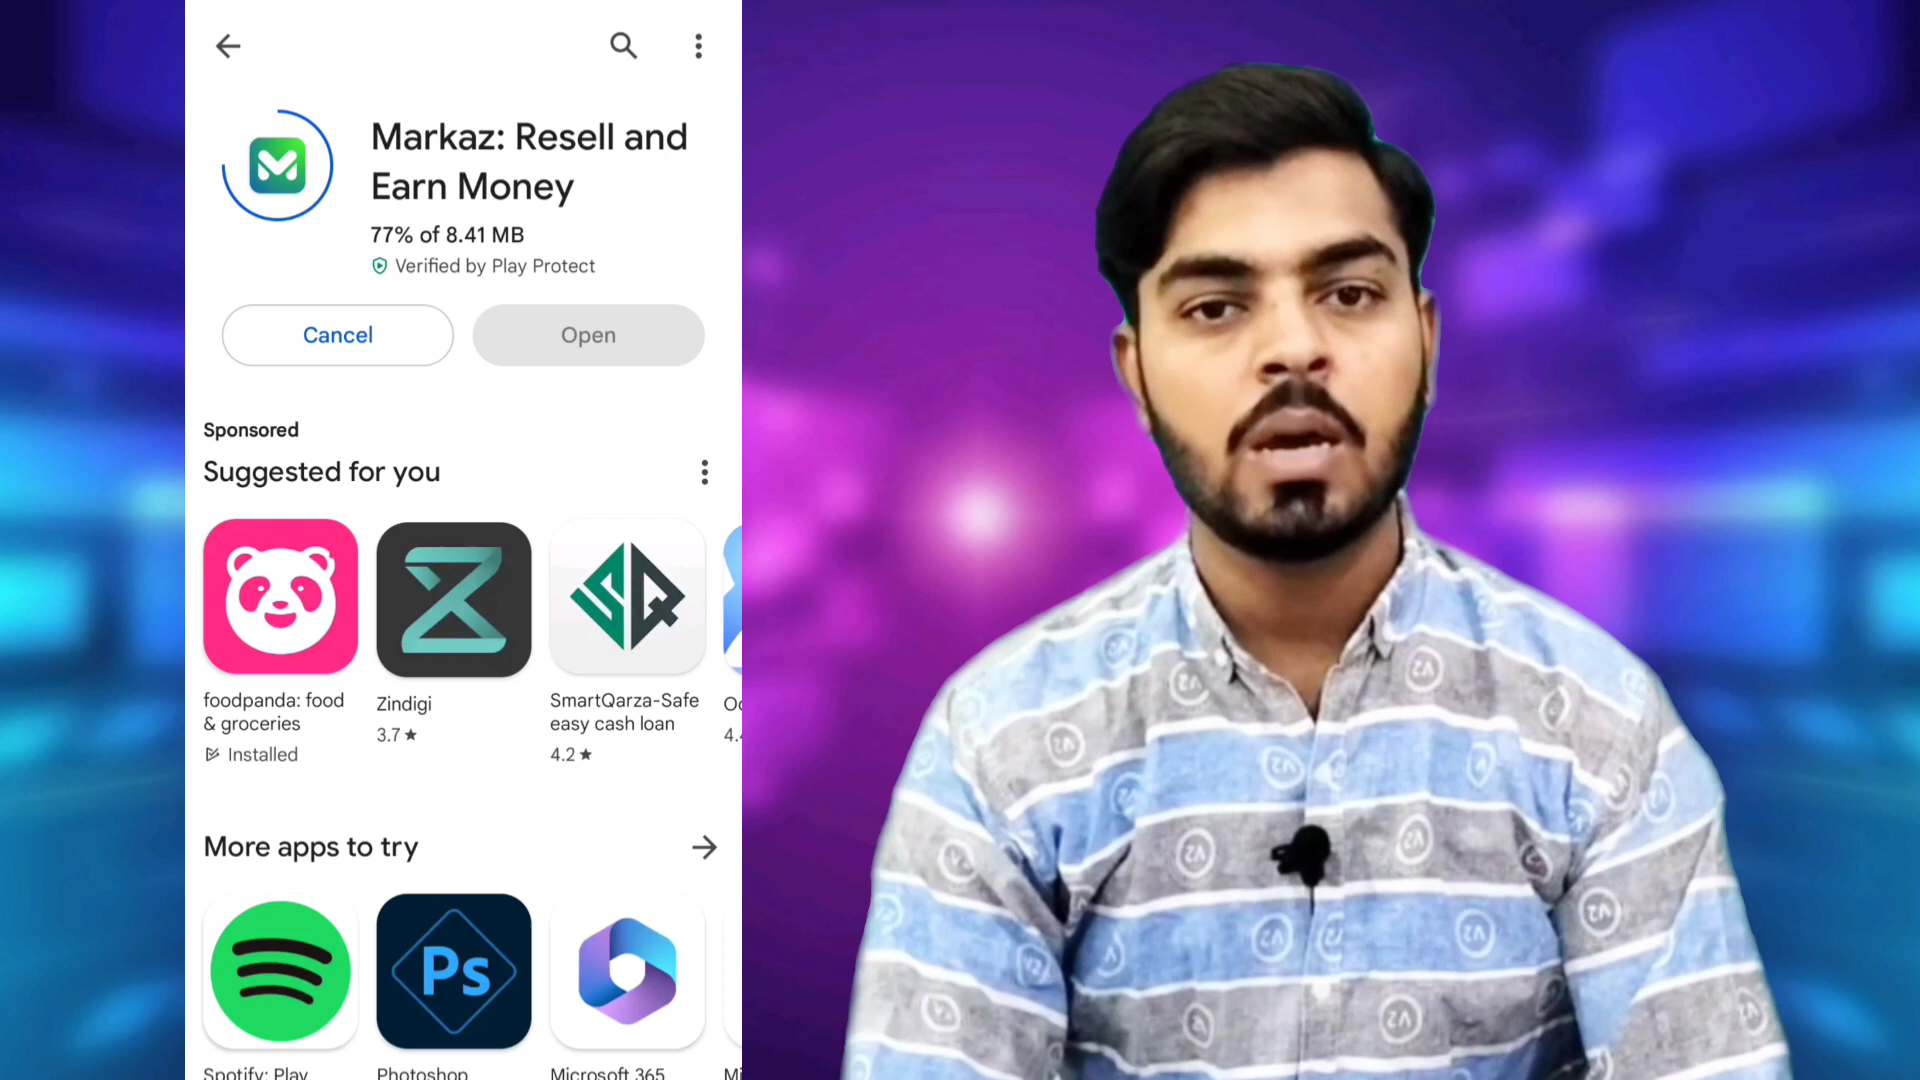 Markaz: Resell and
Earn Money
77% of 8.41 MB
Verified by Play Protect
Cancel
Open
Sponsored
Suggested for you
foodpanda: food
& groceries
Installed
Zindigi
3.7★
SmartQarza-Safe
easy cash loan
4.2★
More apps to try
Ps
Spotify: Play
Photoshop
Microsoft 365